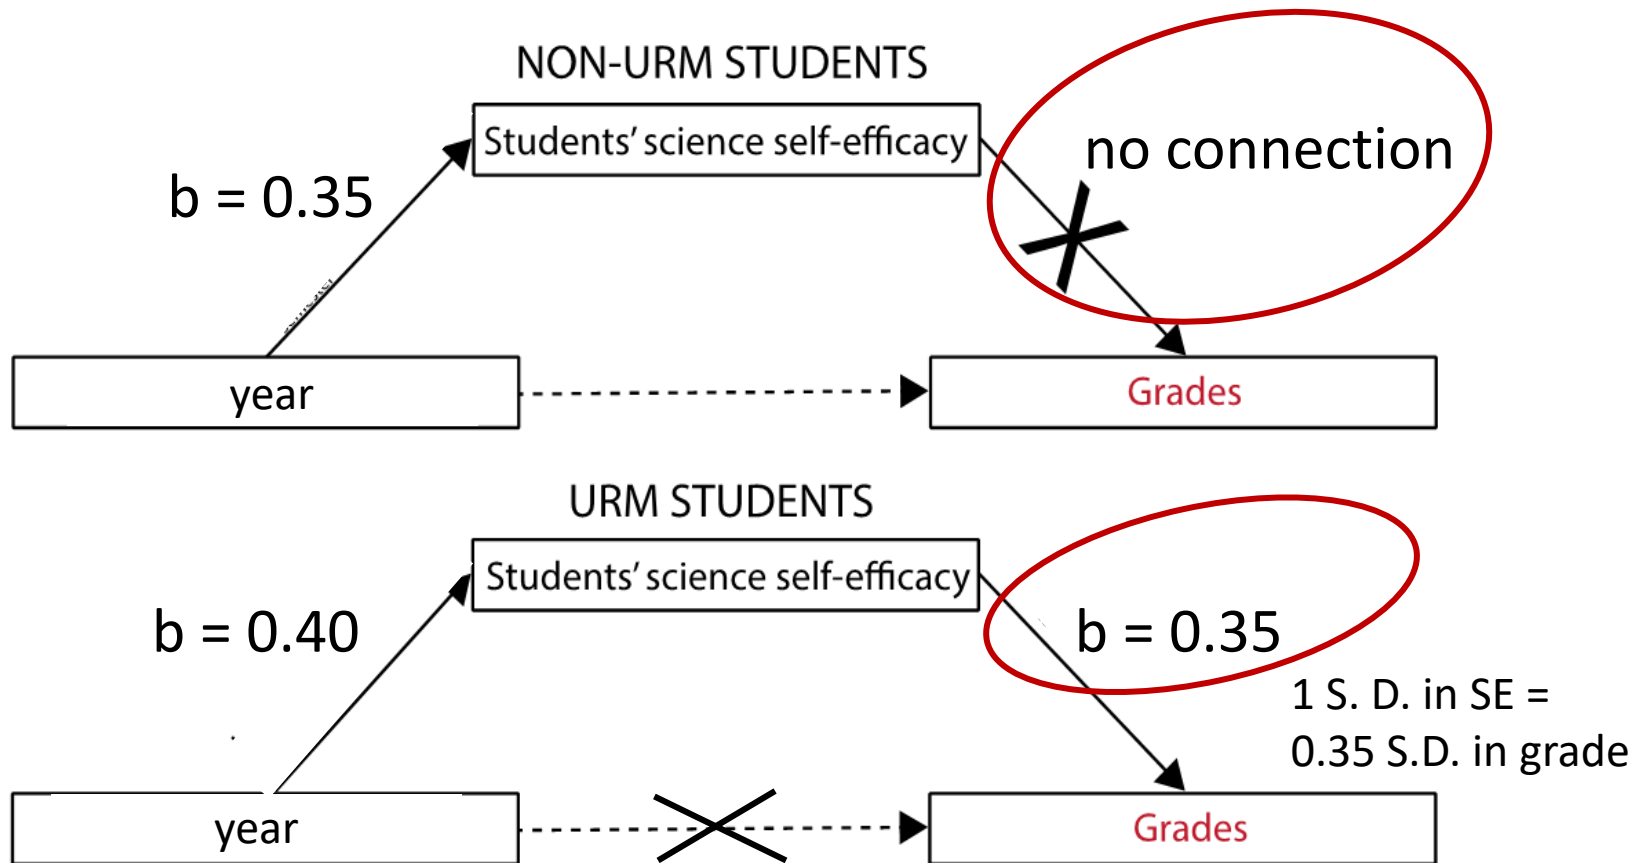 NON-URM STUDENTS
Students' science self-efficacy
no connection
b = 0.35
year
Grades
URM STUDENTS
Students' science self-efficacy
b = 0.40
b = 0.35
1 S. D. in SE =
0.35 S.D. in grade
year
Grades